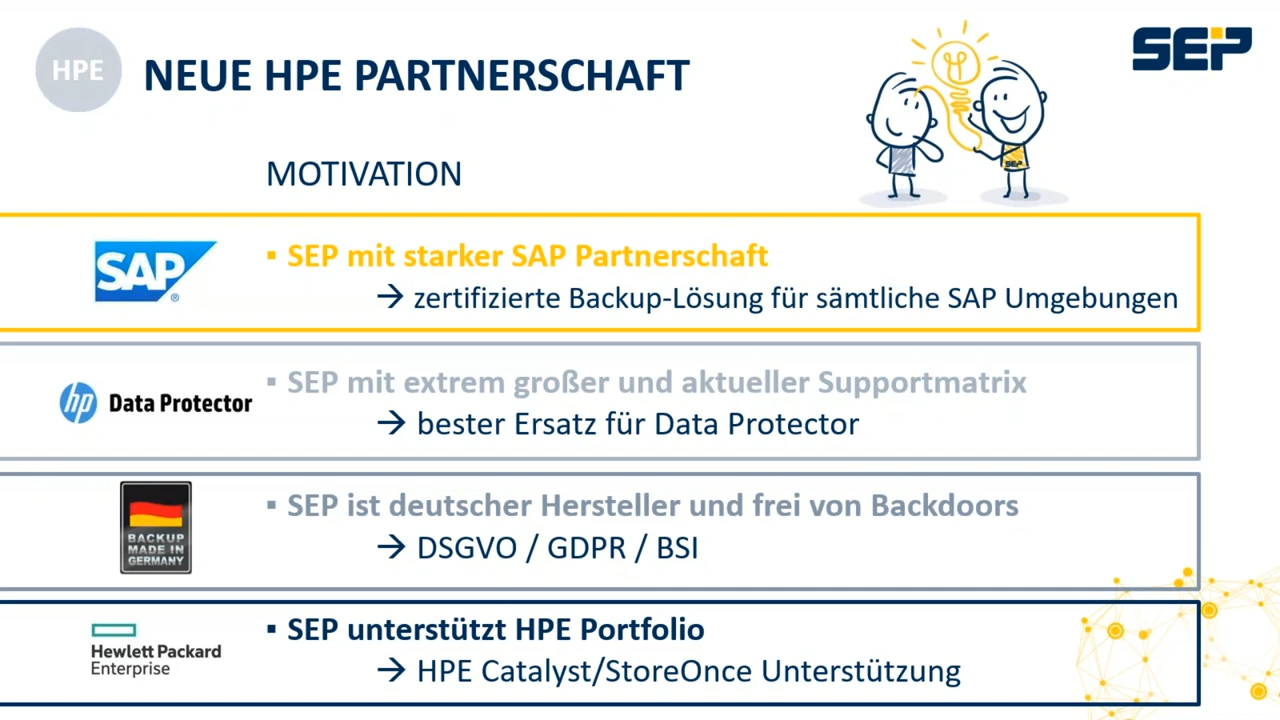 HPE
NEUE HPE PARTNERSCHAFT
SEP
SEP
MOTIVATION
SAP®
▪ SEP mit starker SAP Partnerschaft
→ zertifizierte Backup-Lösung für sämtliche SAP Umgebungen
hp Data Protector
▪ SEP mit extrem großer und aktueller Supportmatrix
→ bester Ersatz für Data Protector
BACKUP
MADE IN
GERMANY
▪ SEP ist deutscher Hersteller und frei von Backdoors
→ DSGVO / GDPR / BSI
Hewlett Packard
Enterprise
▪ SEP unterstützt HPE Portfolio
→ HPE Catalyst/StoreOnce Unterstützung